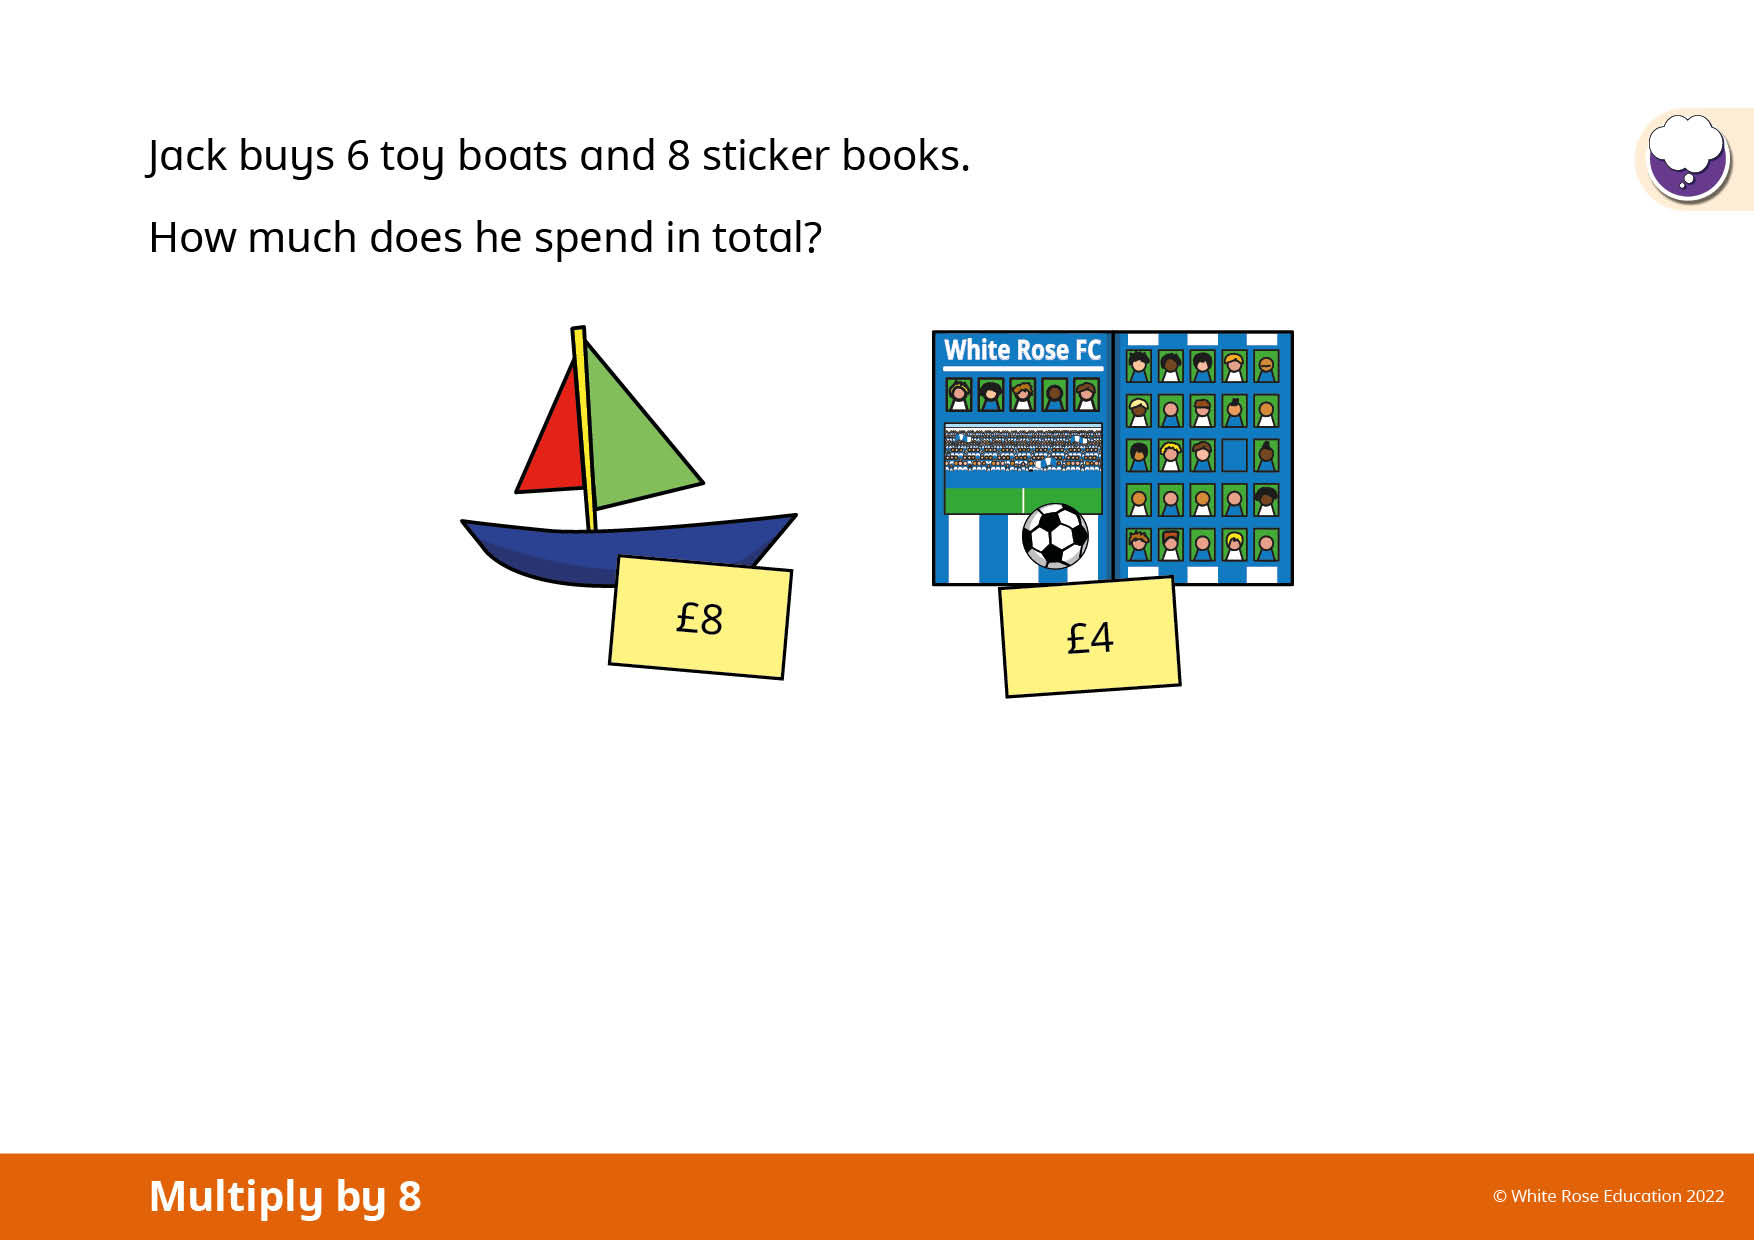 Jack buys 6 toy boats and 8 sticker books.
How much does he spend in total?
White Rose FC
£8
£4
Multiply by 8
© White Rose Education 2022